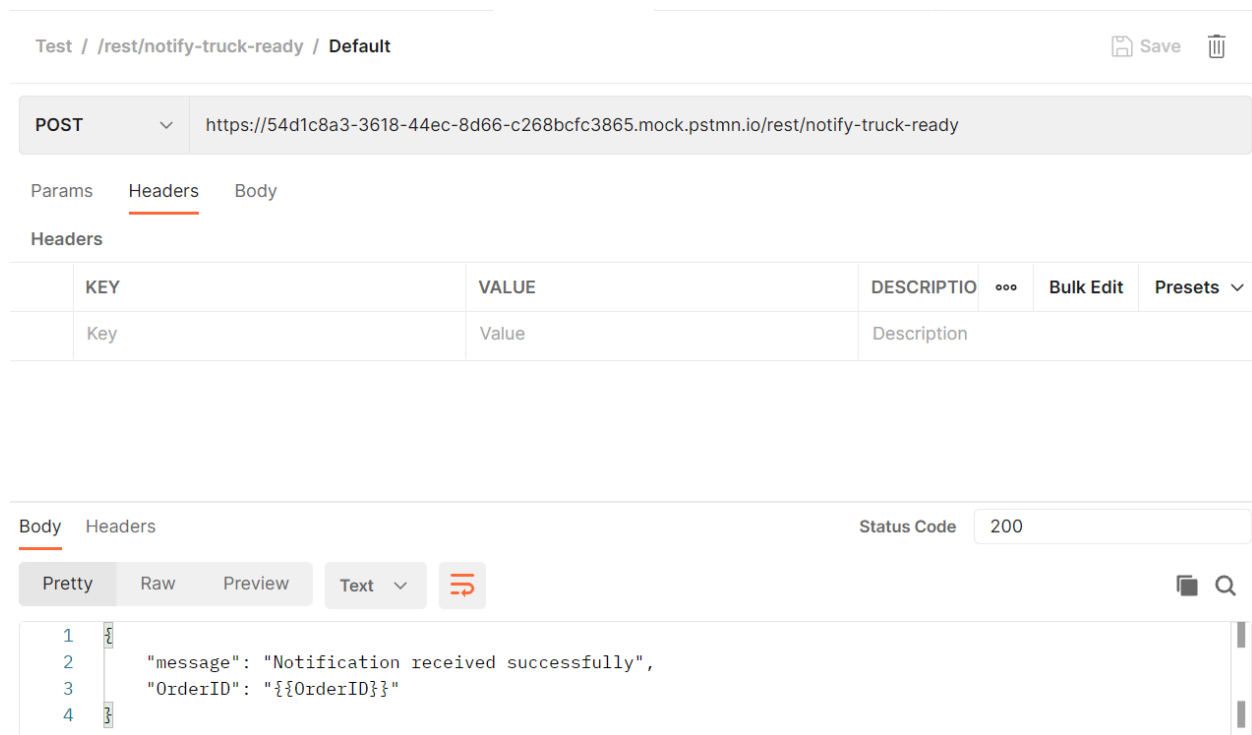 Test / /rest/notify-truck-ready / Default Save
POST https://54d1c8a3-3618-44ec-8d66-c268bcfc3865.mock.pstmn.io/rest/notify-truck-ready
Params Headers Body
Headers
KEY VALUE DESCRIPTIO ooo Bulk Edit Presets
Key Value Description
Body Headers Status Code 200
Pretty Raw Preview Text
1 {
2 "message": "Notification received successfully",
3 "OrderID": "{{OrderID}}"
4 }